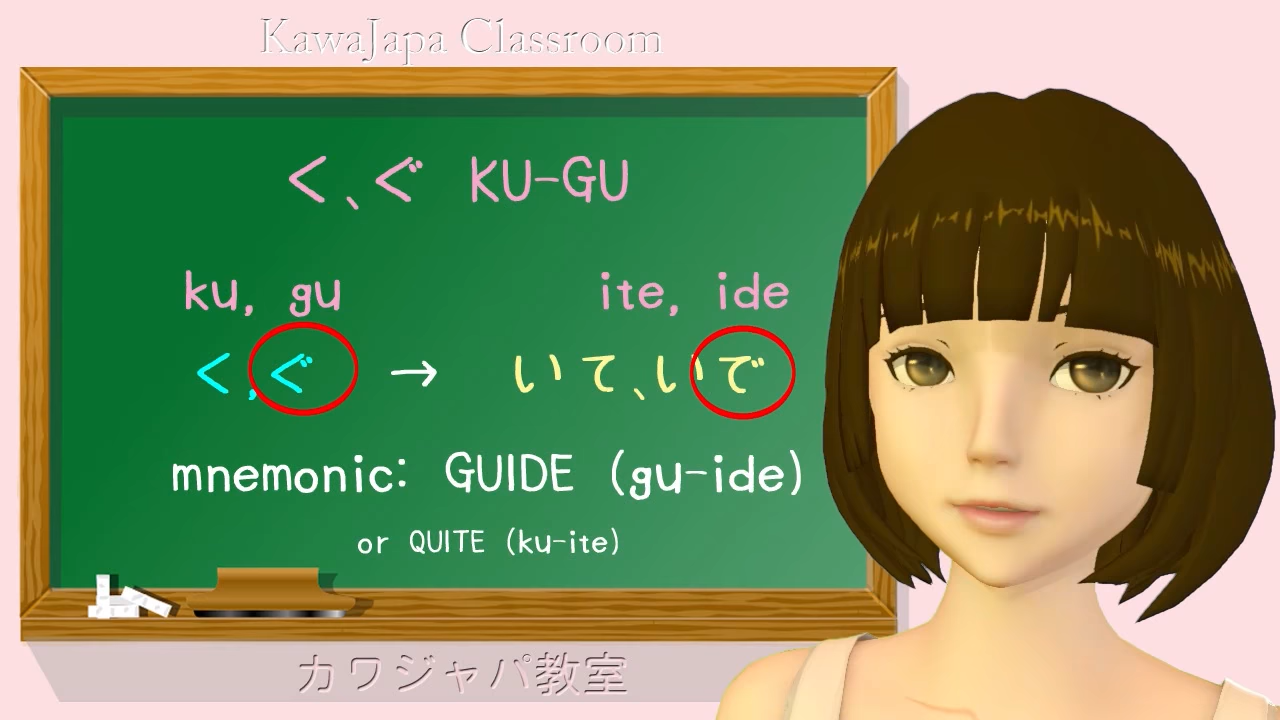 KawaJapa Classroom
く、ぐ KU-GU
ku, gu ite, ide
く,ぐ → いて、いで
mnemonic: GUIDE (gu-ide)
or QUITE (ku-ite)
カワジャパ教室